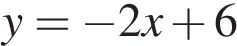 y = −2x + 6